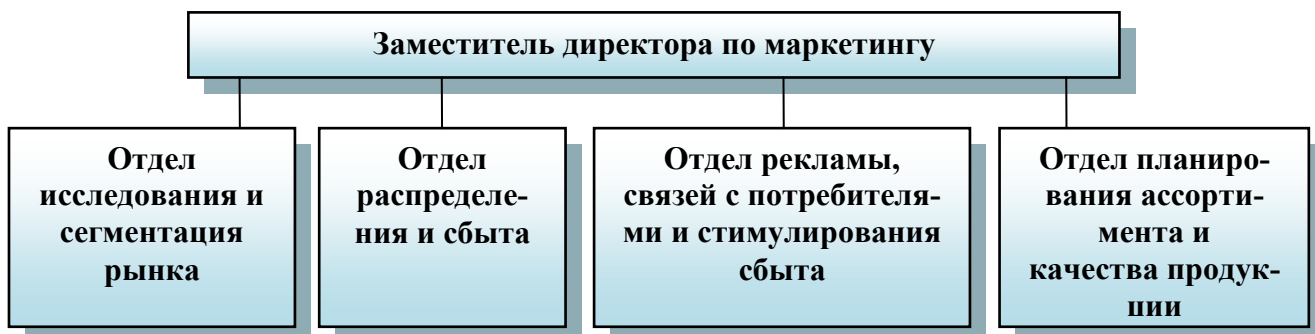 Заместитель директора по маркетингу
Отдел
исследования и
сегментация
рынка
Отдел
распределе-
ния и сбыта
Отдел рекламы,
связей с потребителя-
ми и стимулирования
сбыта
Отдел планиро-
вания ассорти-
мента и
качества продук-
ции